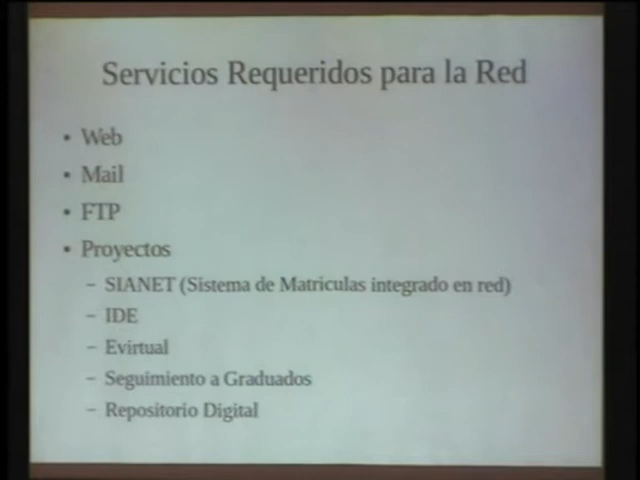 Servicios Requeridos para la Red
• Web
• Mail
• FTP
• Proyectos
– SIANET (Sistema de Matriculas integrado en red)
– IDE
– Evirtual
– Seguimiento a Graduados
– Repositorio Digital